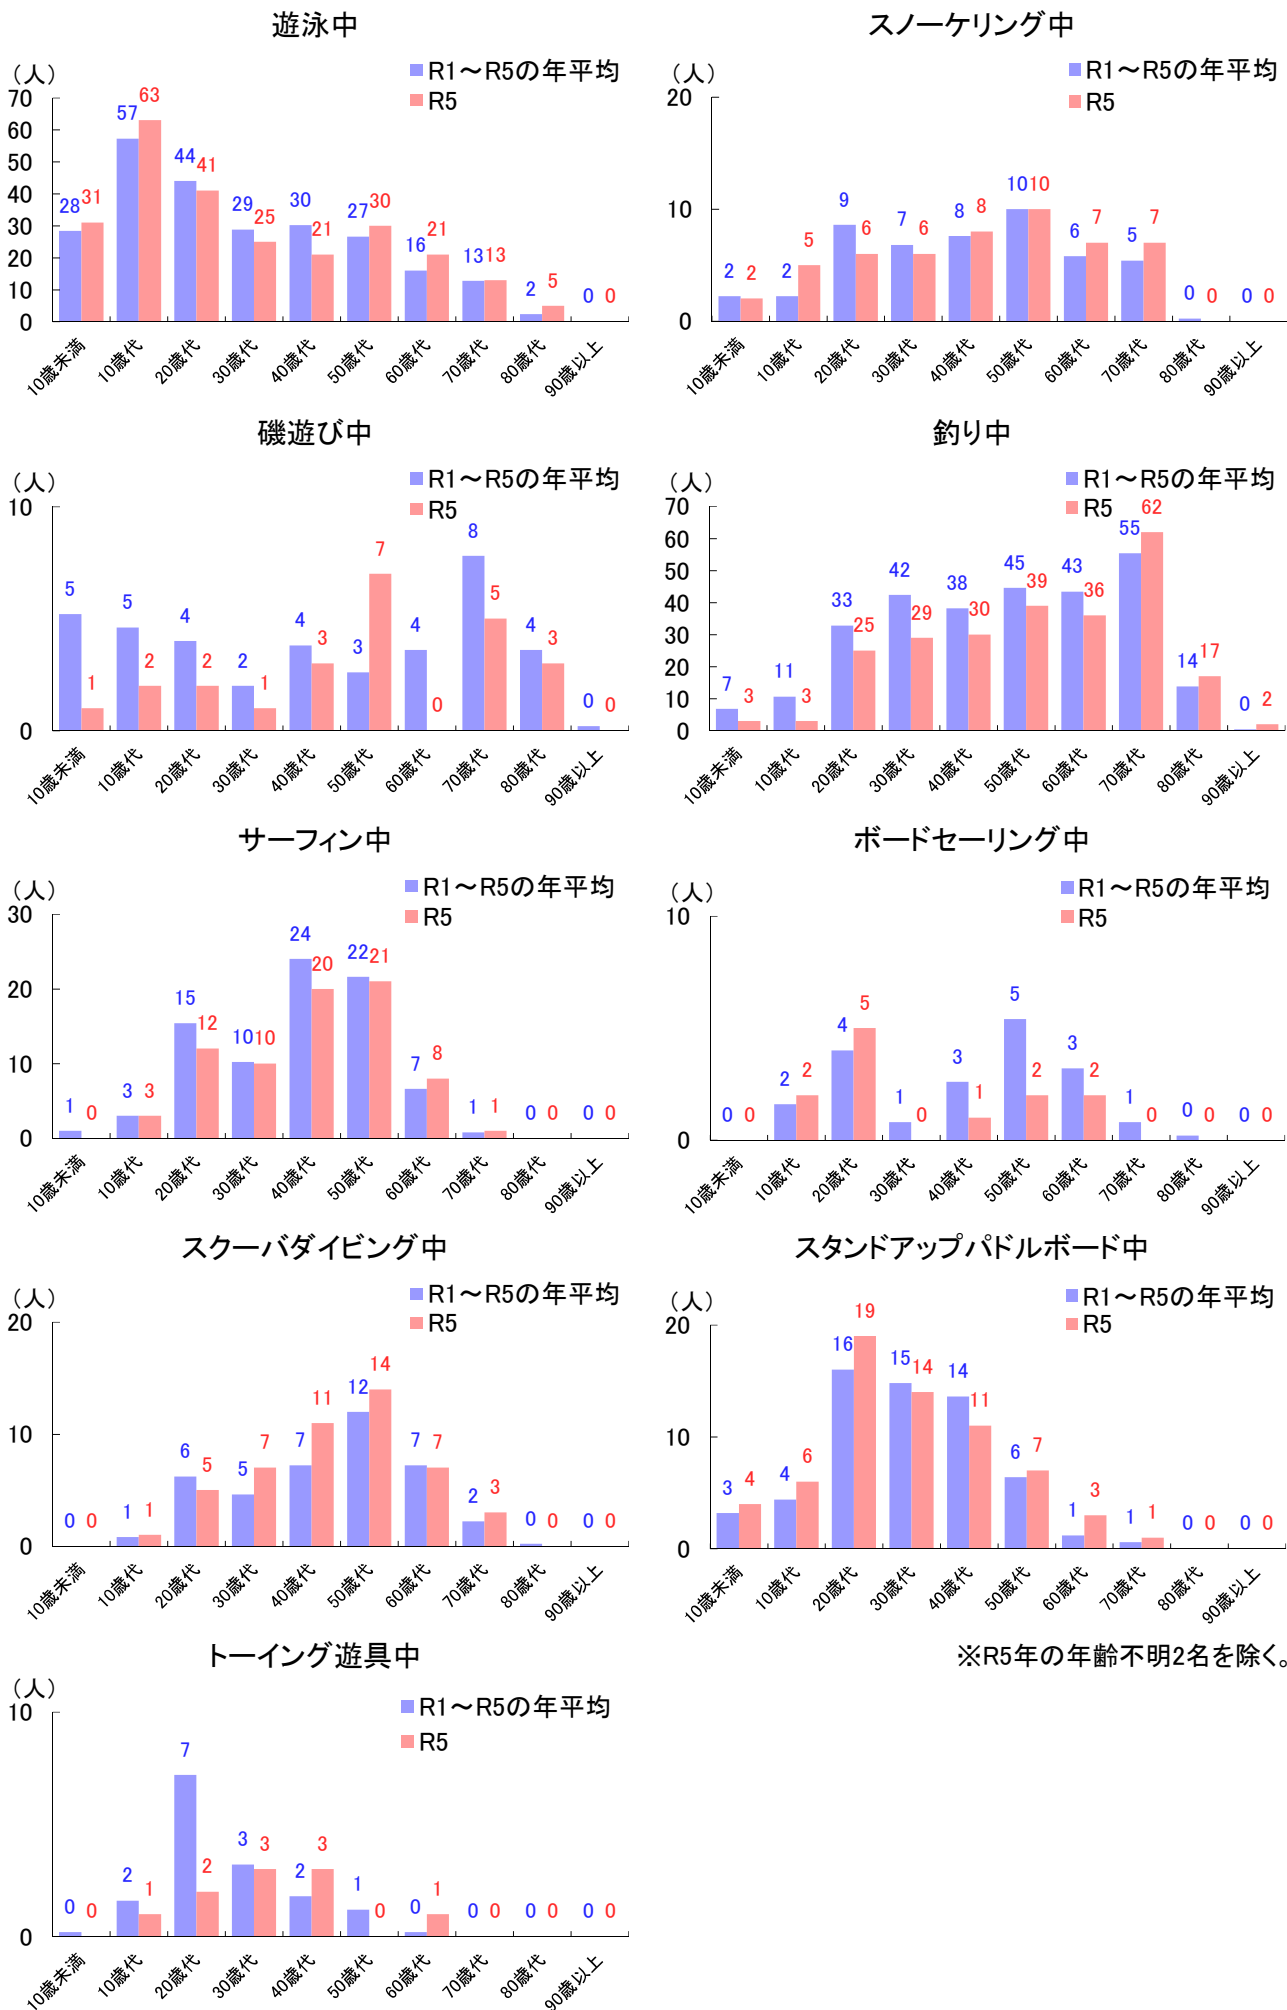 遊泳中
(人)
R1～R5の年平均
R5
70
60
50
40
30
20
10
0
28 31 57 63 44 41 29 25 30 21 27 30 16 21 13 13 2 5 0 0
10歳未満 10歳代 20歳代 30歳代 40歳代 50歳代 60歳代 70歳代 80歳代 90歳以上
スノーケリング中
(人)
R1～R5の年平均
R5
20
10
0
2 2 2 5 9 6 7 6 8 8 10 10 6 7 5 7 0 0 0 0
10歳未満 10歳代 20歳代 30歳代 40歳代 50歳代 60歳代 70歳代 80歳代 90歳以上
磯遊び中
(人)
R1～R5の年平均
R5
10
0
5 1 5 2 4 2 2 1 4 3 3 7 4 0 8 5 4 3 0 0
10歳未満 10歳代 20歳代 30歳代 40歳代 50歳代 60歳代 70歳代 80歳代 90歳以上
釣り中
(人)
R1～R5の年平均
R5
70
60
50
40
30
20
10
0
7 3 11 3 33 25 42 29 38 30 45 39 43 36 55 62 14 17 0 2
10歳未満 10歳代 20歳代 30歳代 40歳代 50歳代 60歳代 70歳代 80歳代 90歳以上
サーフィン中
(人)
R1～R5の年平均
R5
30
20
10
0
1 0 3 3 15 12 10 10 24 20 22 21 7 8 1 1 0 0 0 0
10歳未満 10歳代 20歳代 30歳代 40歳代 50歳代 60歳代 70歳代 80歳代 90歳以上
ボードセーリング中
(人)
R1～R5の年平均
R5
10
0
0 0 2 2 4 5 1 0 3 1 5 2 3 2 1 0 0 0 0 0
10歳未満 10歳代 20歳代 30歳代 40歳代 50歳代 60歳代 70歳代 80歳代 90歳以上
スクーバダイビング中
(人)
R1～R5の年平均
R5
20
10
0
0 0 1 1 6 5 5 7 7 11 12 14 7 7 2 3 0 0 0 0
10歳未満 10歳代 20歳代 30歳代 40歳代 50歳代 60歳代 70歳代 80歳代 90歳以上
スタンドアップパドルボード中
(人)
R1～R5の年平均
R5
20
10
0
3 4 4 6 16 19 15 14 14 11 6 7 1 3 1 1 0 0 0 0
10歳未満 10歳代 20歳代 30歳代 40歳代 50歳代 60歳代 70歳代 80歳代 90歳以上
トーイング遊具中
(人)
R1～R5の年平均
R5
10
0
0 0 2 1 7 2 3 3 2 3 1 0 0 1 0 0 0 0 0 0
10歳未満 10歳代 20歳代 30歳代 40歳代 50歳代 60歳代 70歳代 80歳代 90歳以上
※R5年の年齢不明2名を除く。